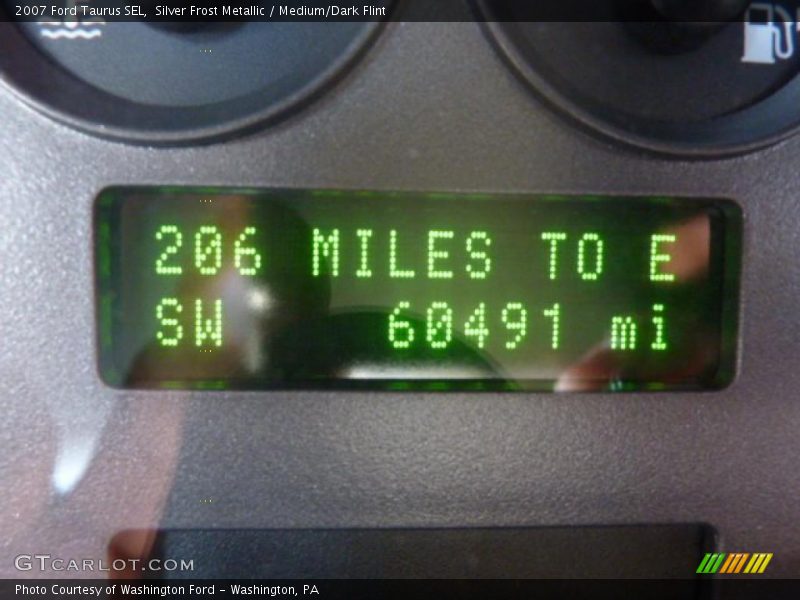 2007 Ford Taurus SEL, Silver Frost Metallic / Medium/Dark Flint
206 MILES TO E
SW 60491 mi
GTCARLOT.COM
Photo Courtesy of Washington Ford – Washington, PA